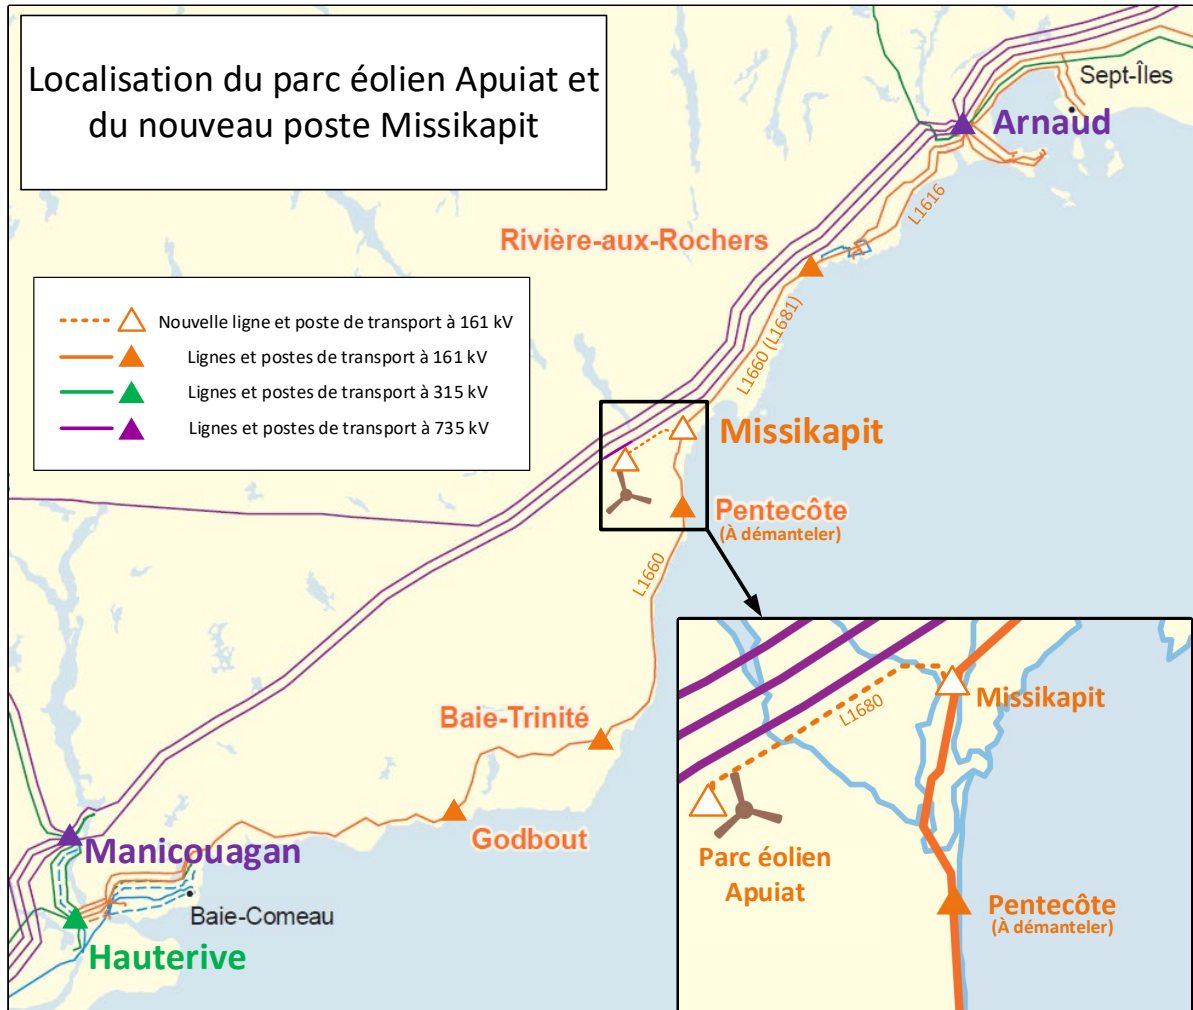 Localisation du parc éolien Apuiat et
du nouveau poste Missikapit
Sept-Îles
Arnaud
L1616
Rivière-aux-Rochers
Nouvelle ligne et poste de transport à 161 kV
Lignes et postes de transport à 161 kV
Lignes et postes de transport à 315 kV
Lignes et postes de transport à 735 kV
L1660 (L1681)
Missikapit
Pentecôte
(À démanteler)
L1660
Baie-Trinité
Godbout
Manicouagan
Baie-Comeau
Hauterive
L1680
Missikapit
Parc éolien
Apuiat
Pentecôte
(À démanteler)